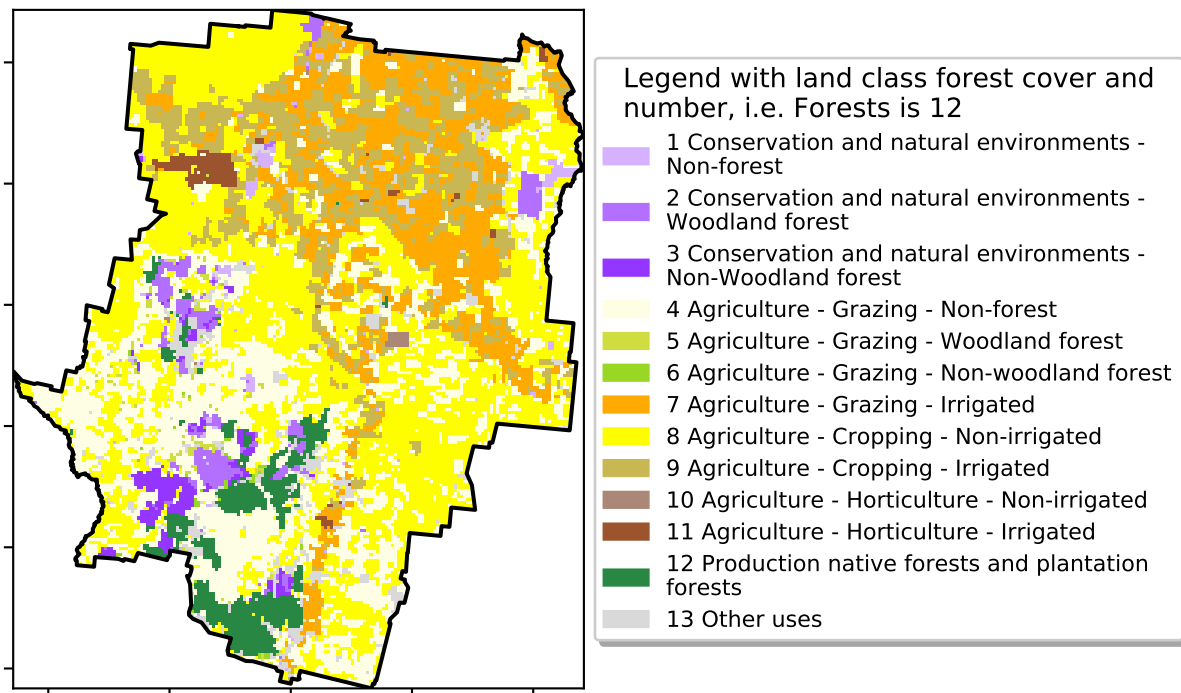 Legend with land class forest cover and
number, i.e. Forests is 12
1 Conservation and natural environments -
Non-forest
2 Conservation and natural environments -
Woodland forest
3 Conservation and natural environments -
Non-Woodland forest
4 Agriculture - Grazing - Non-forest
5 Agriculture - Grazing - Woodland forest
6 Agriculture - Grazing - Non-woodland forest
7 Agriculture - Grazing - Irrigated
8 Agriculture - Cropping - Non-irrigated
9 Agriculture - Cropping - Irrigated
10 Agriculture - Horticulture - Non-irrigated
11 Agriculture - Horticulture - Irrigated
12 Production native forests and plantation
forests
13 Other uses